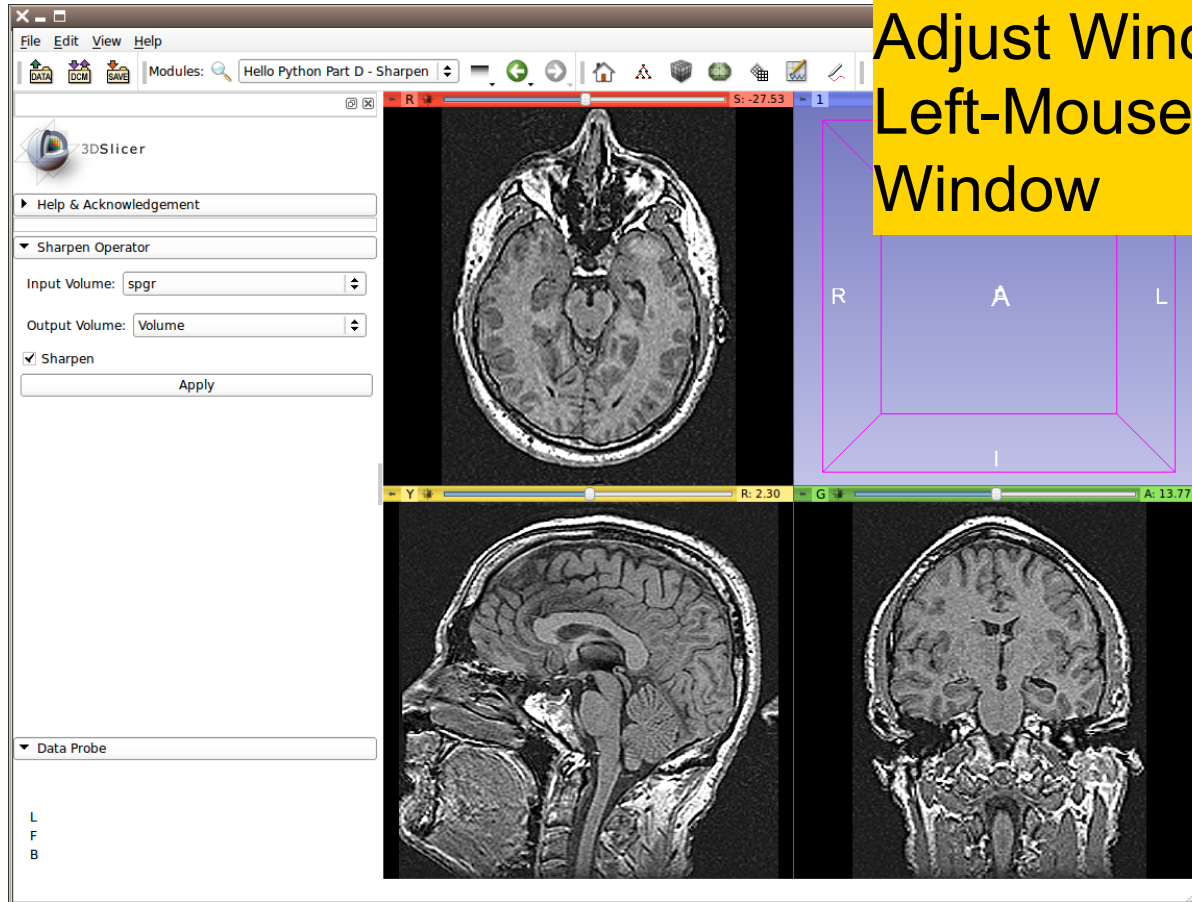 File Edit View Help
DATA DCM SAVE Modules: Hello Python Part D - Sharpen
Adjust
Left-Mouse
Window
R S: -27.53 1
3DSlicer
Help & Acknowledgement
Sharpen Operator
Input Volume: spgr
Output Volume: Volume
Sharpen
Apply
R A L
I
Y R: 2.30 G A: 13.77
Data Probe
L
F
B